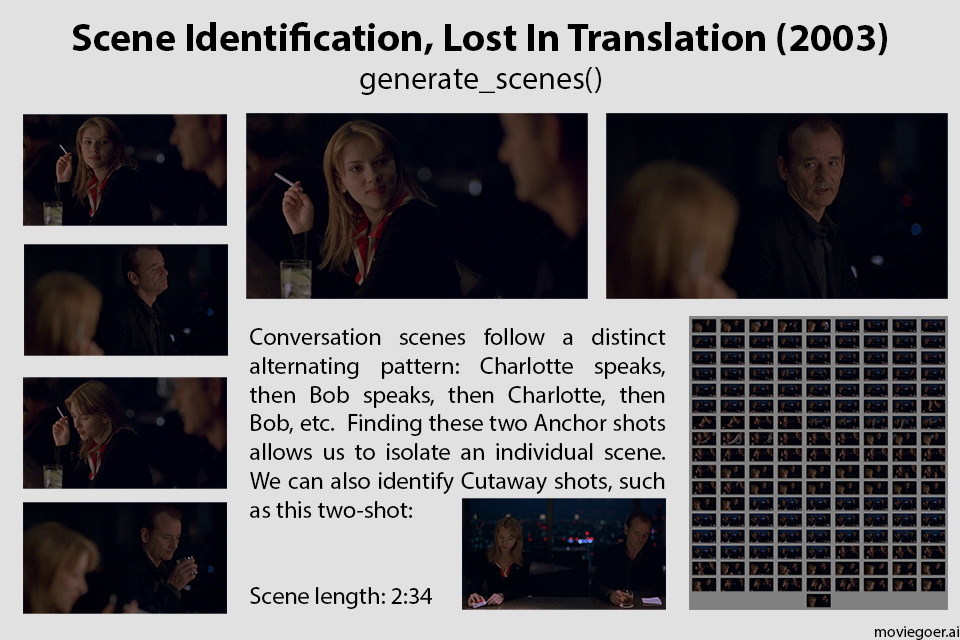 Scene Identification, Lost In Translation (2003)
generate_scenes()
Conversation scenes follow a distinct
alternating pattern: Charlotte speaks,
then Bob speaks, then Charlotte, then
Bob, etc. Finding these two Anchor shots
allows us to isolate an individual scene.
We can also identify Cutaway shots, such
as this two-shot:
Scene length: 2:34
moviegoer.ai